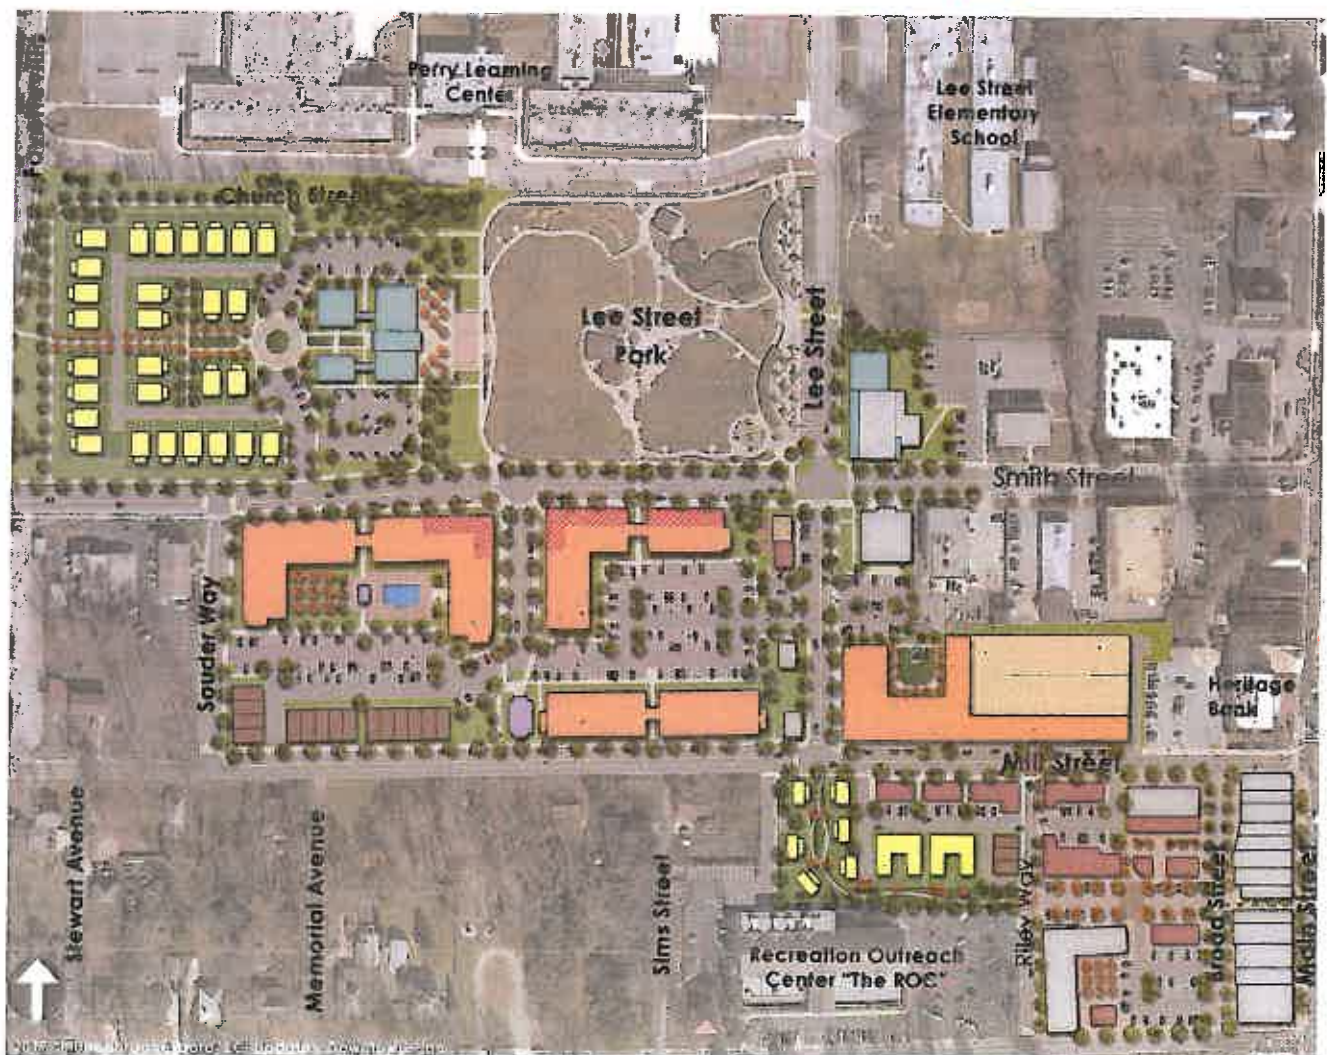 Perry Learning
Center
Lee Street
Elementary
School
Church Street
Lee Street
Park
Lee Street
Smith Street
Sauder Way
Heritage
Bank
Mill Street
Stewart Avenue
Memorial Avenue
Sims Street
Riley Way
Broad Street
Main Street
Recreation Outreach
Center "The ROC"